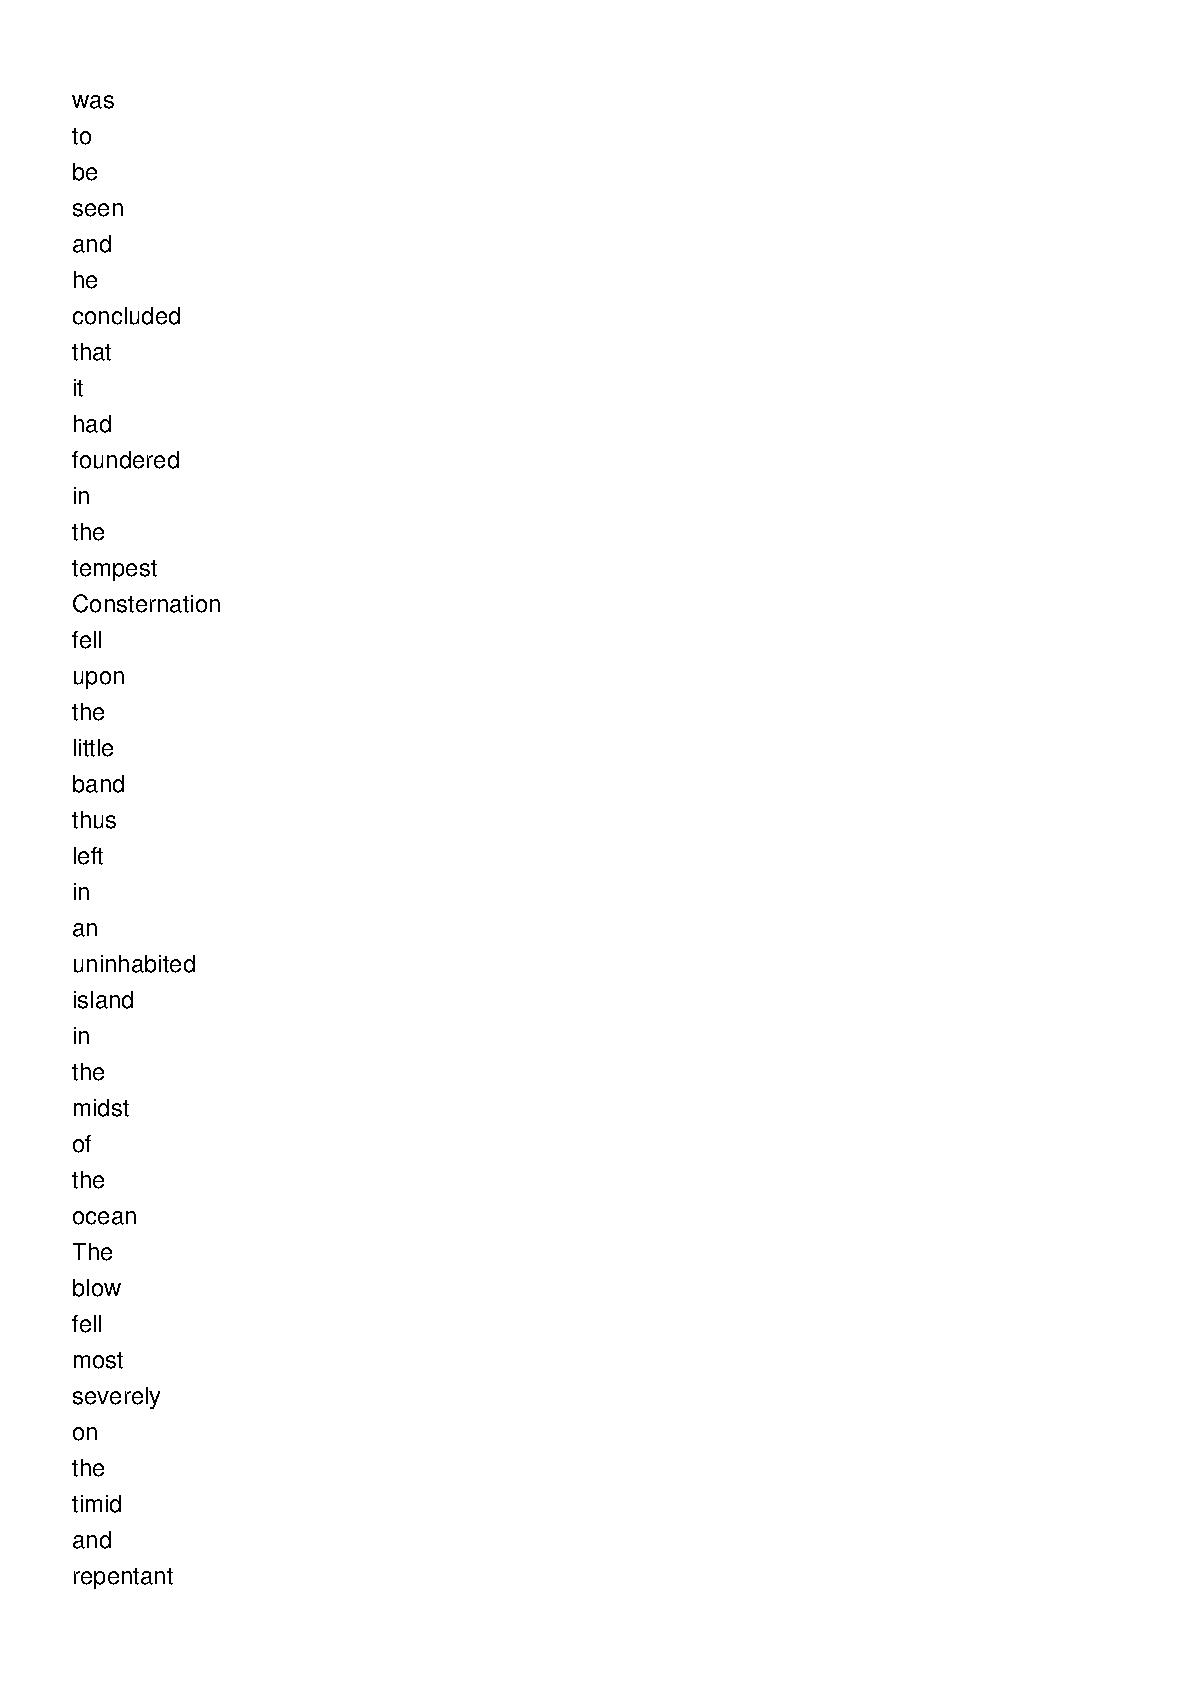 was
to
be
seen
and
he
concluded
that
it
had
foundered
in
the
tempest
Consternation
fell
upon
the
little
band
thus
left
in
an
uninhabited
island
in
the
midst
of
the
ocean
The
blow
fell
most
severely
on
the
timid
and
repentant